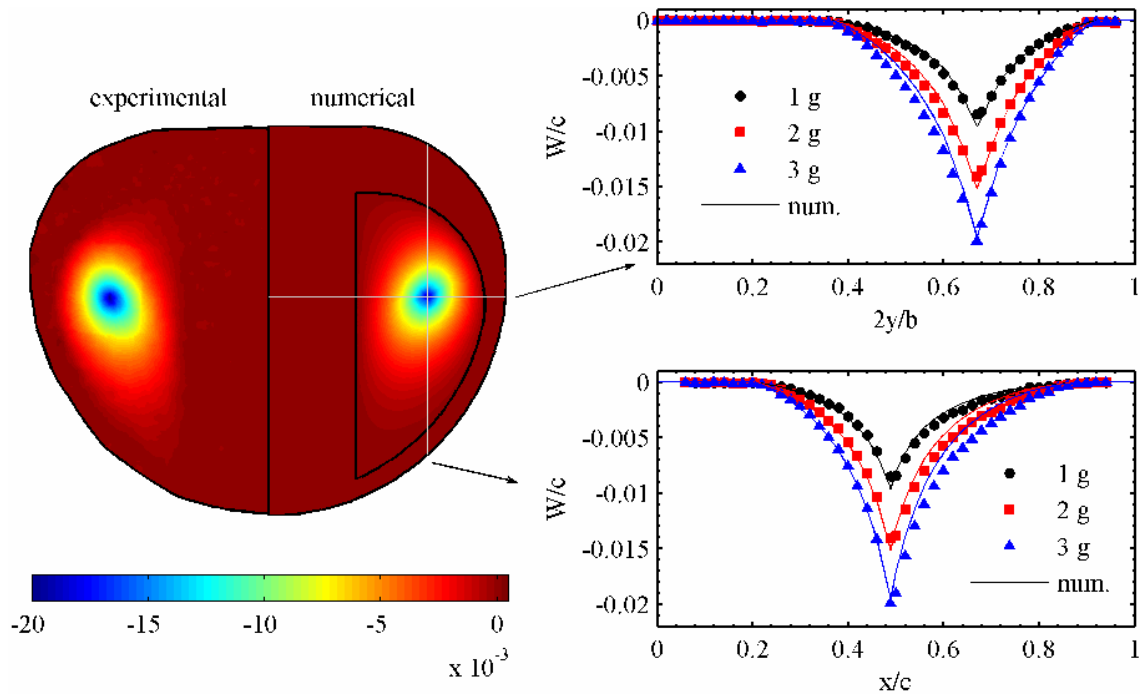 experimental numerical
-20 -15 -10 -5 0
x 10-3
0
-0.005
-0.01
-0.015
-0.02
W/c
1 g
2 g
3 g
num.
0 0.2 0.4 0.6 0.8 1
2y/b
0
-0.005
-0.01
-0.015
-0.02
W/c
1 g
2 g
3 g
num.
0 0.2 0.4 0.6 0.8 1
x/c